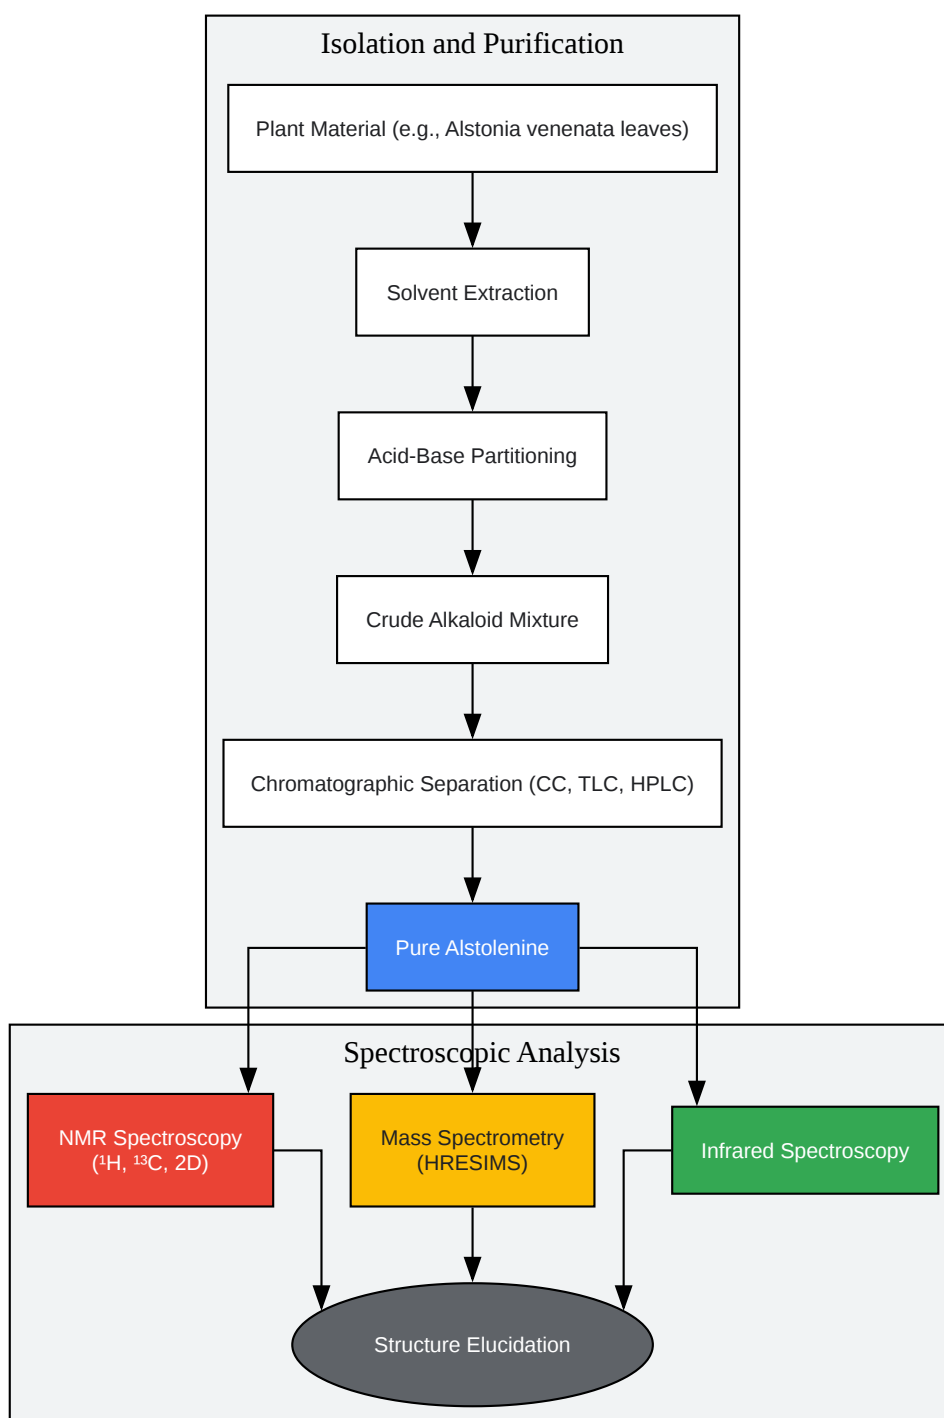 Isolation and Purification
Plant Material (e.g., Alstonia venenata leaves)
Solvent Extraction
Acid-Base Partitioning
Crude Alkaloid Mixture
Chromatographic Separation (CC, TLC, HPLC)
Pure Alstolenine
Spectroscopic Analysis
NMR Spectroscopy
(¹H, ¹³C, 2D)
Mass Spectrometry
(HRESIMS)
Infrared Spectroscopy
Structure Elucidation